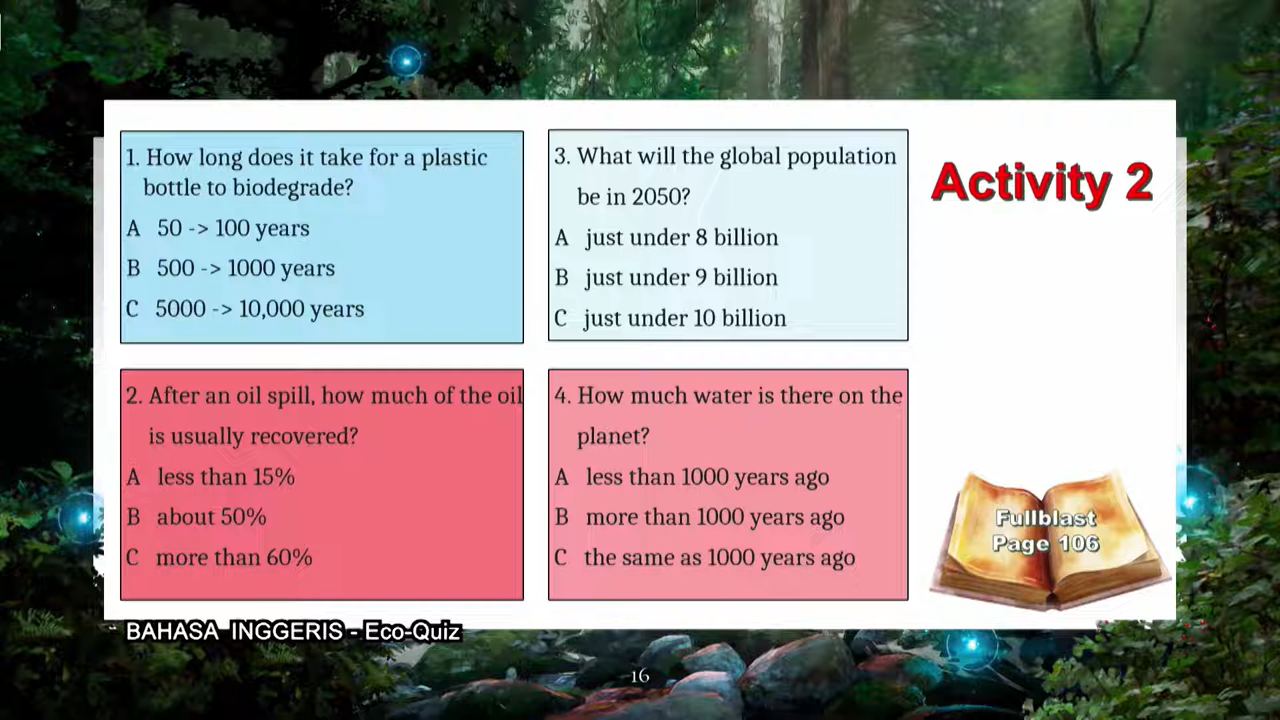 1. How long does it take for a plastic
bottle to biodegrade?
A 50 -> 100 years
B 500 -> 1000 years
C 5000 -> 10,000 years
2. After an oil spill, how much of the oil
is usually recovered?
A less than 15%
B about 50%
C more than 60%
3. What will the global population
be in 2050?
A just under 8 billion
B just under 9 billion
C just under 10 billion
4. How much water is there on the
planet?
A less than 1000 years ago
B more than 1000 years ago
C the same as 1000 years ago
Activity 2
Fullblast
Page 106
BAHASA INGGERIS - Eco-Quiz
16